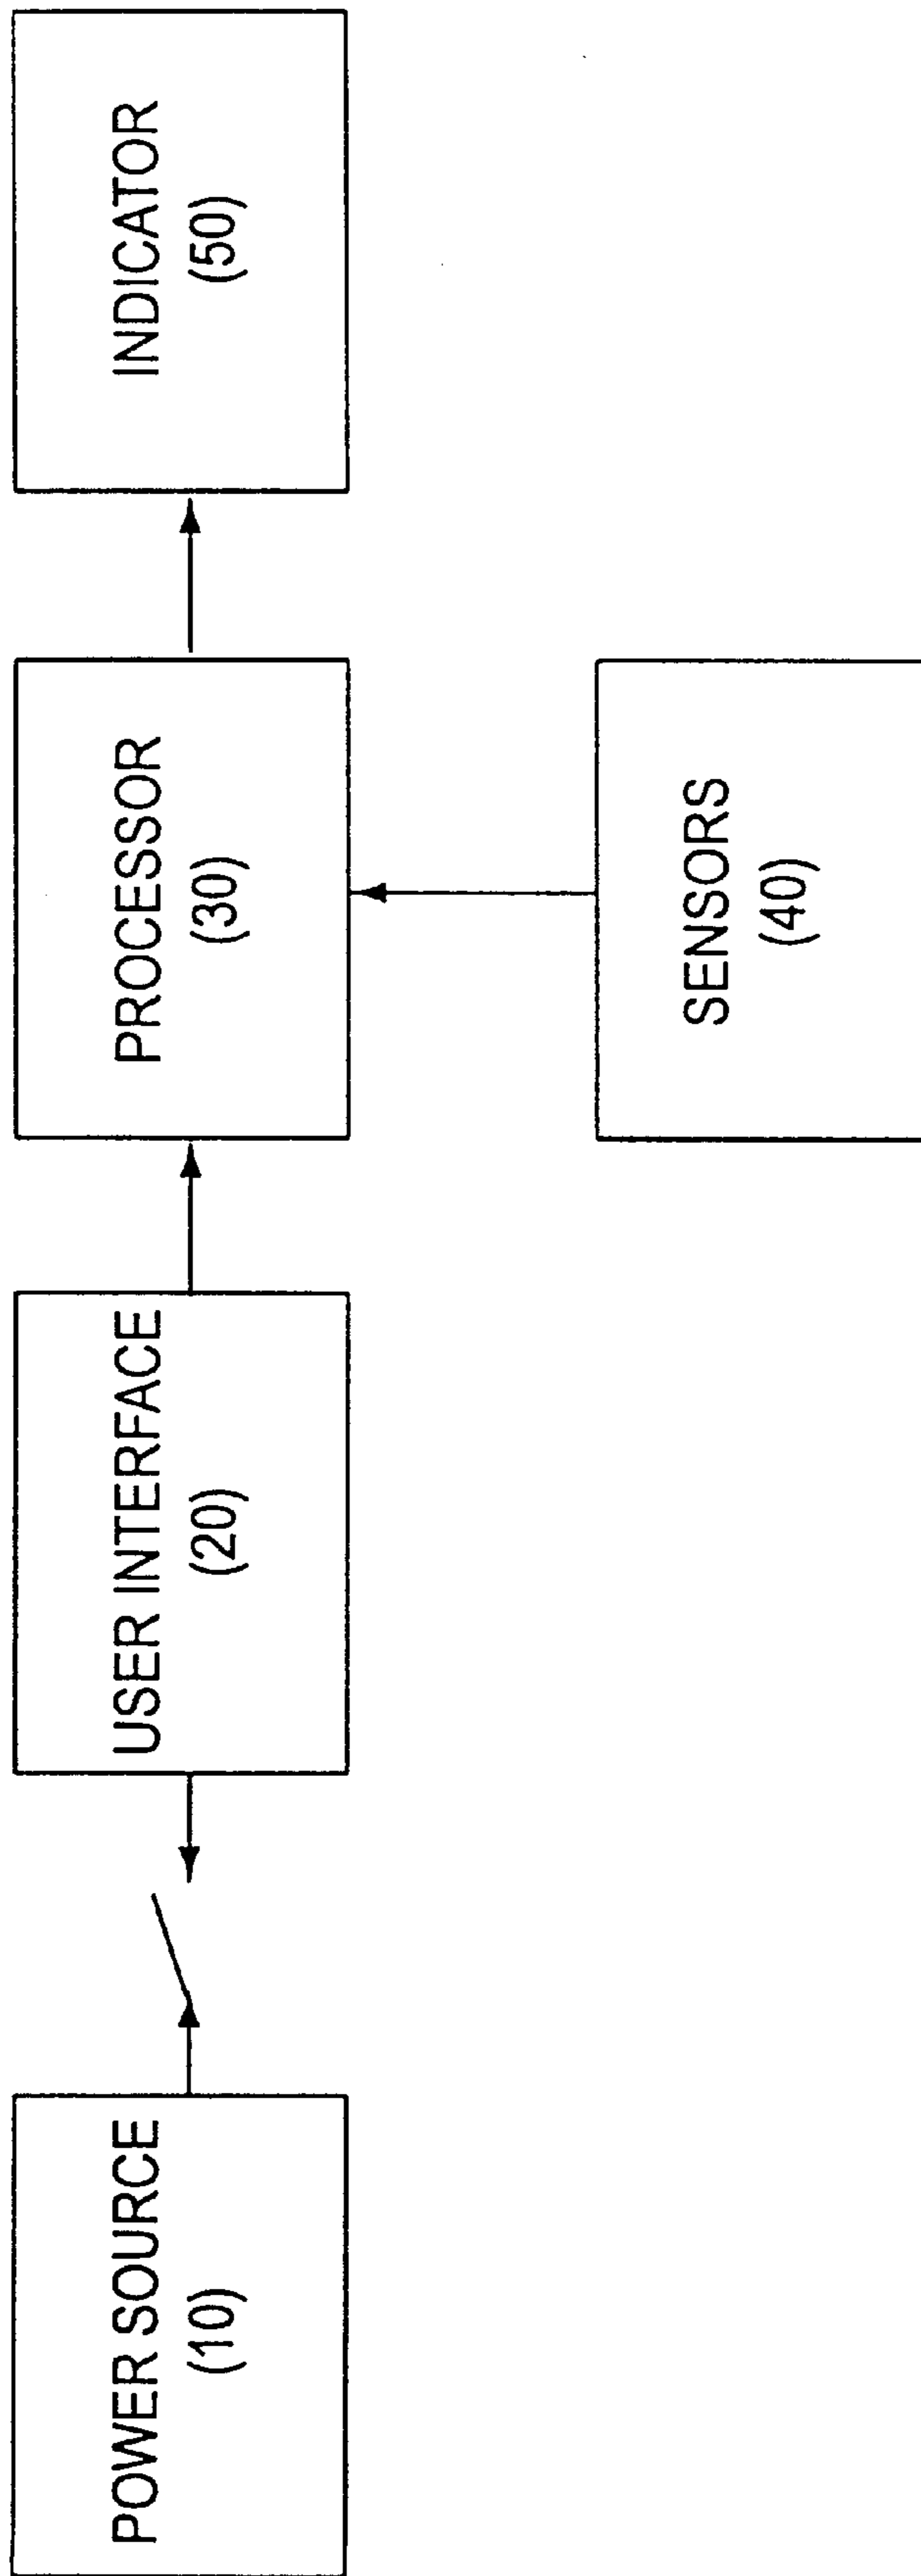 POWER SOURCE
(10)
USER INTERFACE
(20)
PROCESSOR
(30)
INDICATOR
(50)
SENSORS
(40)